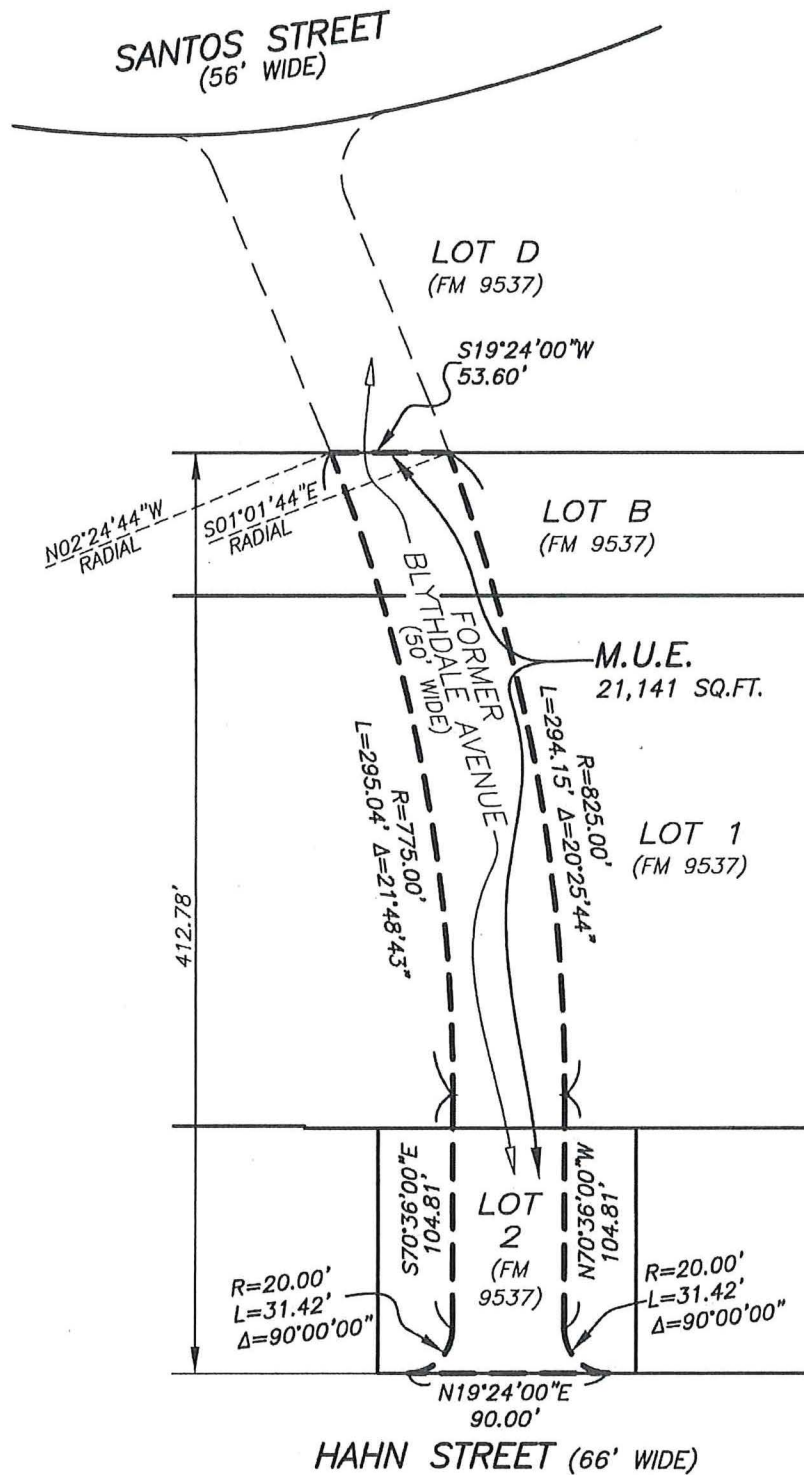 SANTOS STREET
(56' WIDE)
LOT D
(FM 9537)
S19°24'00"W
53.60'
N02°24'44"W
RADIAL
S01°01'44"E
RADIAL
LOT B
(FM 9537)
FORMER
BLYTHDALE AVENUE
(50' WIDE)
M.U.E.
21,141 SQ.FT.
R=775.00'
L=295.04' Δ=21°48'43"
R=825.00'
L=294.15' Δ=20°25'44"
LOT 1
(FM 9537)
412.78'
S70°36'00"E
104.81'
LOT
2
(FM
9537)
N70°36'00"W
104.81'
R=20.00'
L=31.42'
Δ=90°00'00"
R=20.00'
L=31.42'
Δ=90°00'00"
N19°24'00"E
90.00'
HAHN STREET (66' WIDE)